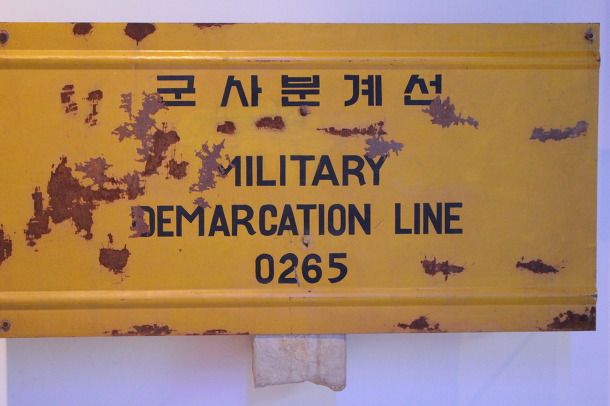 군사분계선
MILITARY
DEMARCATION LINE
0265